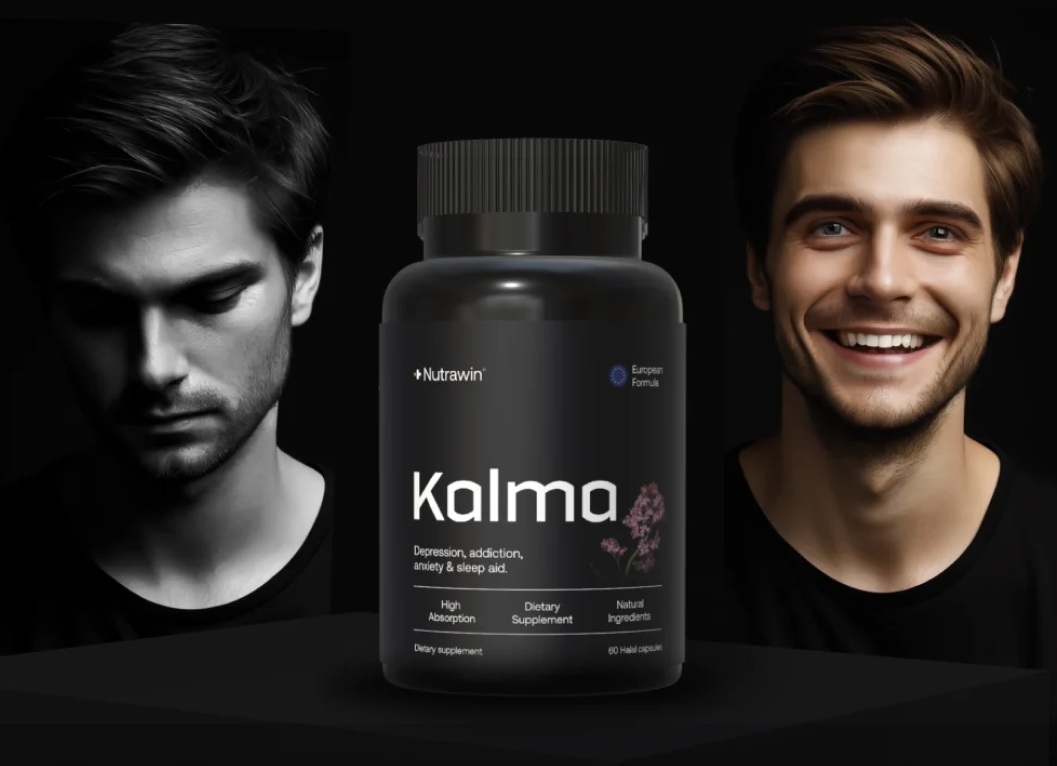 Nutrawin
European
Formula
Kalma
Depression, addiction,
anxiety & sleep aid.
High
Absorption
Dietary
Supplement
Natural
Ingredients
Dietary supplement
60 Halal capsules